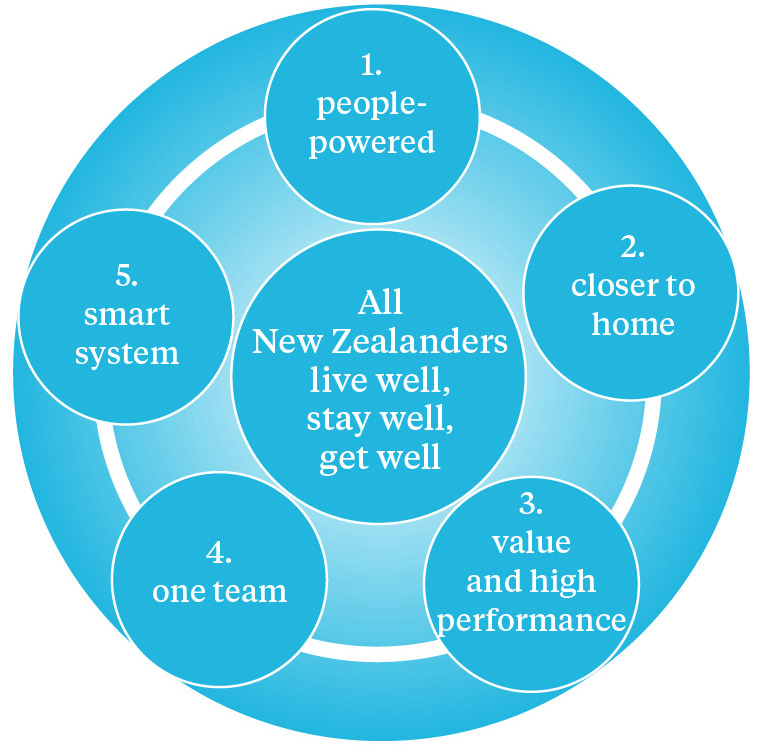 1.
people-
powered
2.
closer to
home
3.
value
and high
performance
4.
one team
5.
smart
system
All
New Zealanders
live well,
stay well,
get well